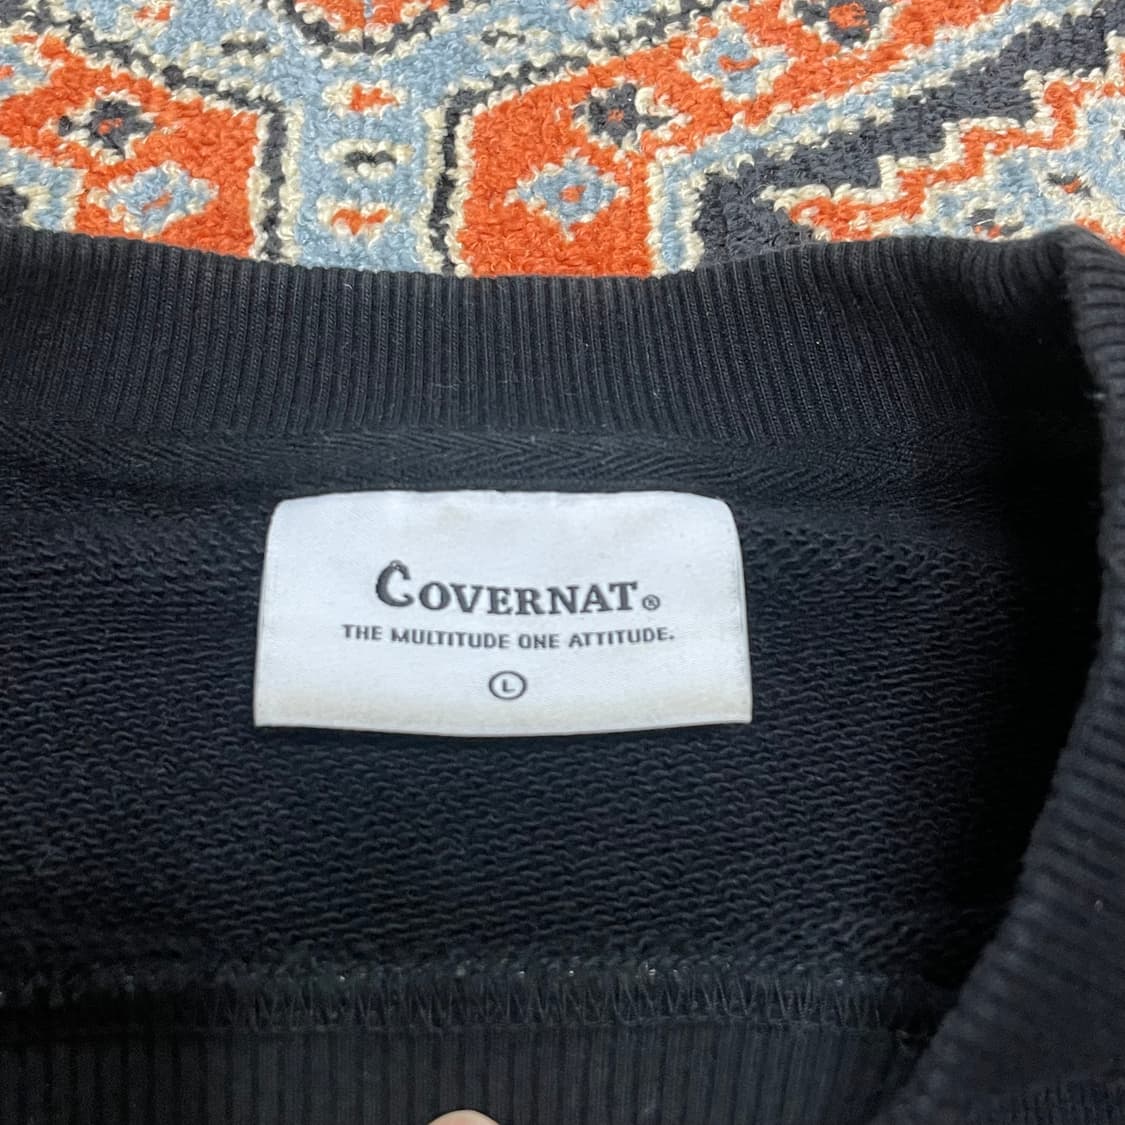 COVERNAT®
THE MULTITUDE ONE ATTITUDE.
L